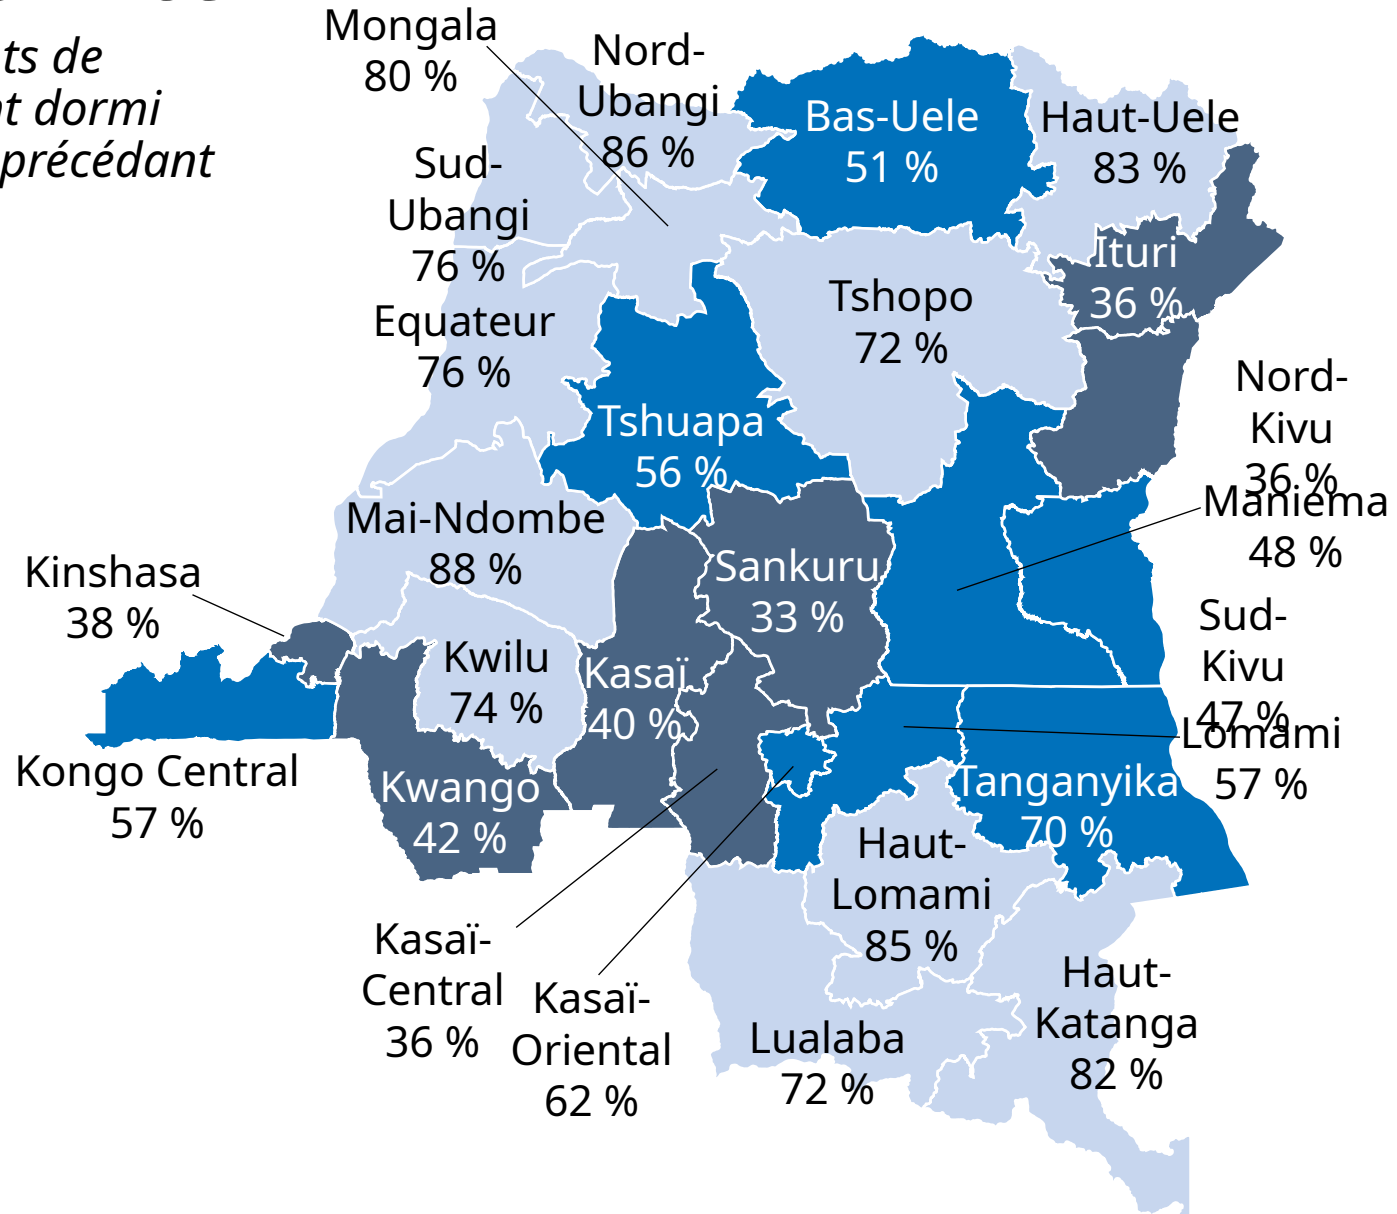 ts de
nt dormi
précédant
Mongala
80 %
Nord-
Ubangi
86 %
Bas-Uele
51 %
Haut-Uele
83 %
Sud-
Ubangi
76 %
Ituri
36 %
Equateur
76 %
Tshopo
72 %
Nord-
Kivu
36 %
Tshuapa
56 %
Maniema
48 %
Mai-Ndombe
88 %
Sankuru
33 %
Kinshasa
38 %
Sud-
Kivu
47 %
Kwilu
74 %
Kasaï
40 %
Lomami
57 %
Kongo Central
57 %
Kwango
42 %
Tanganyika
70 %
Haut-
Lomami
85 %
Kasaï-
Central
36 %
Kasaï-
Oriental
62 %
Lualaba
72 %
Haut-
Katanga
82 %